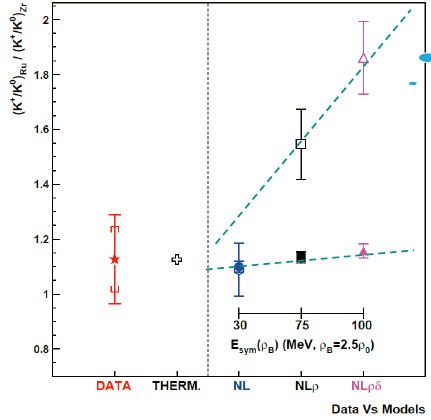 (K⁺/K⁰)Ru / (K⁺/K⁰)Zr
2
1.8
1.6
1.4
1.2
1
0.8
30 75 100
Esym(ρB) (MeV, ρB=2.5ρ0)
DATA THERM. NL NLρ NLρδ
Data Vs Models